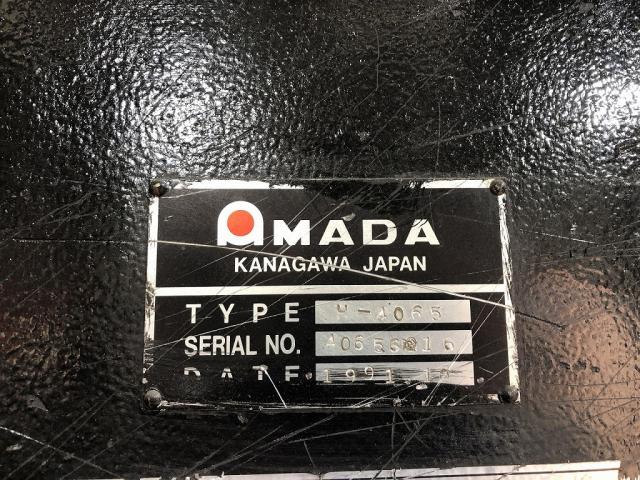 AMADA
KANAGAWA JAPAN
TYPE H-4065
SERIAL NO.
DATE 1991